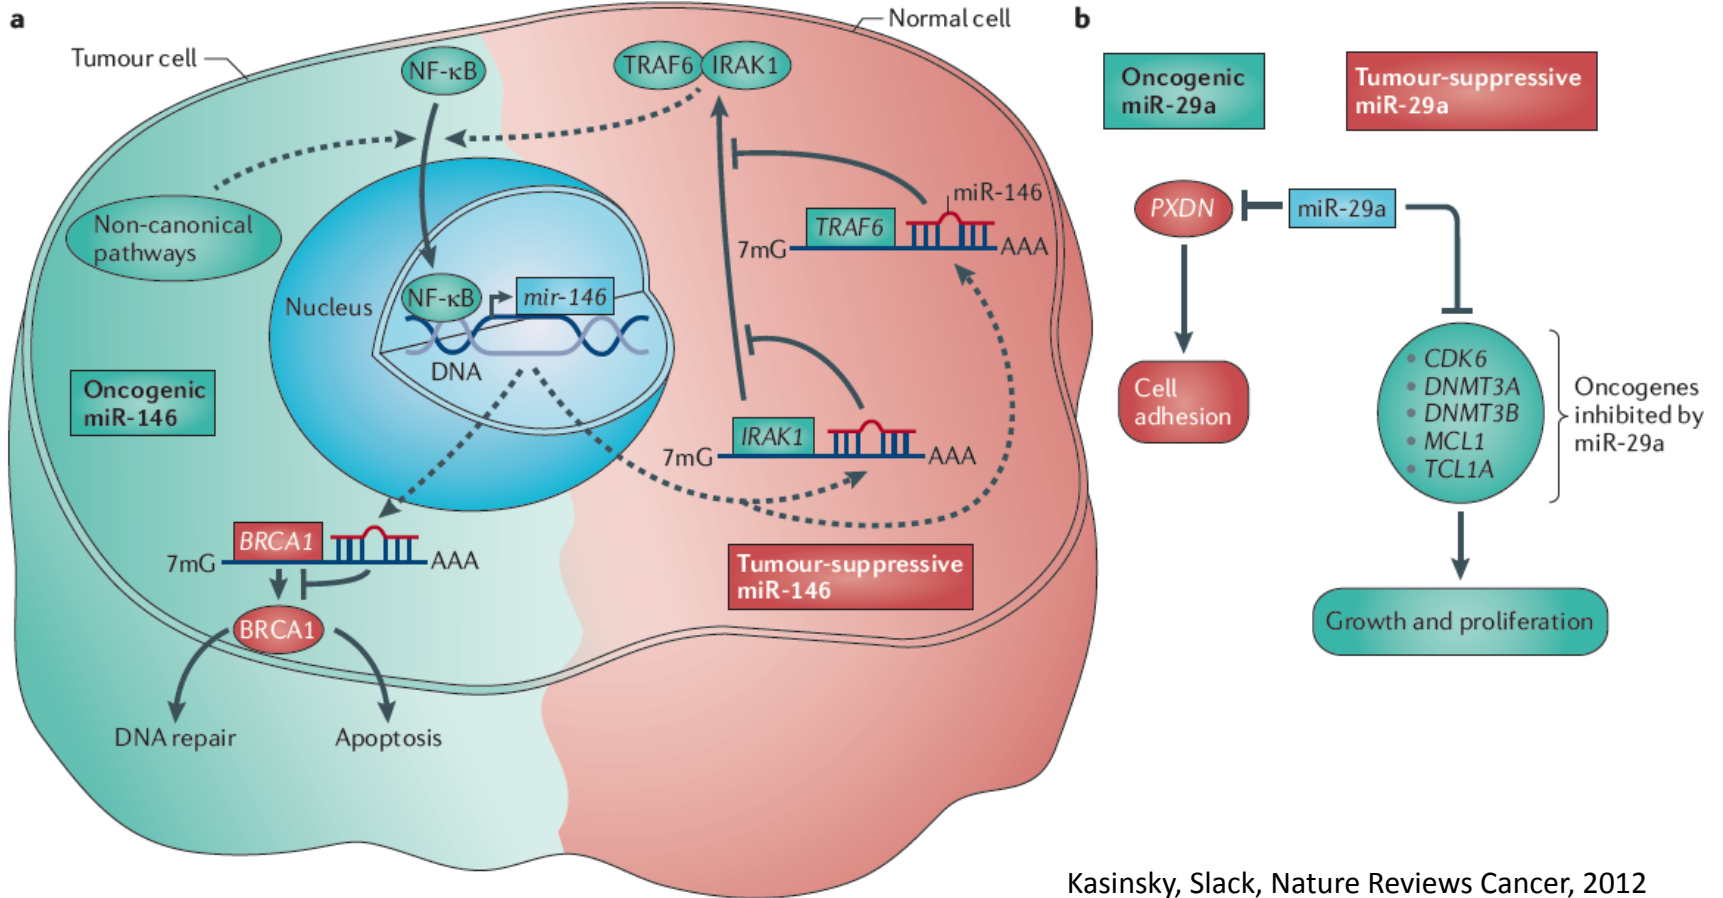 a
Normal cell
Tumour cell
NF-κB
TRAF6
IRAK1
Non-canonical
pathways
miR-146
TRAF6
7mG
AAA
Nucleus
NF-κB
mir-146
DNA
Oncogenic
miR-146
IRAK1
7mG
AAA
BRCA1
7mG
AAA
BRCA1
DNA repair
Apoptosis
Tumour-suppressive
miR-146
b
Oncogenic
miR-29a
Tumour-suppressive
miR-29a
PXDN
miR-29a
Cell
adhesion
• CDK6
• DNMT3A
• DNMT3B
• MCL1
• TCL1A
Oncogenes
inhibited by
miR-29a
Growth and proliferation
Kasinsky, Slack, Nature Reviews Cancer, 2012